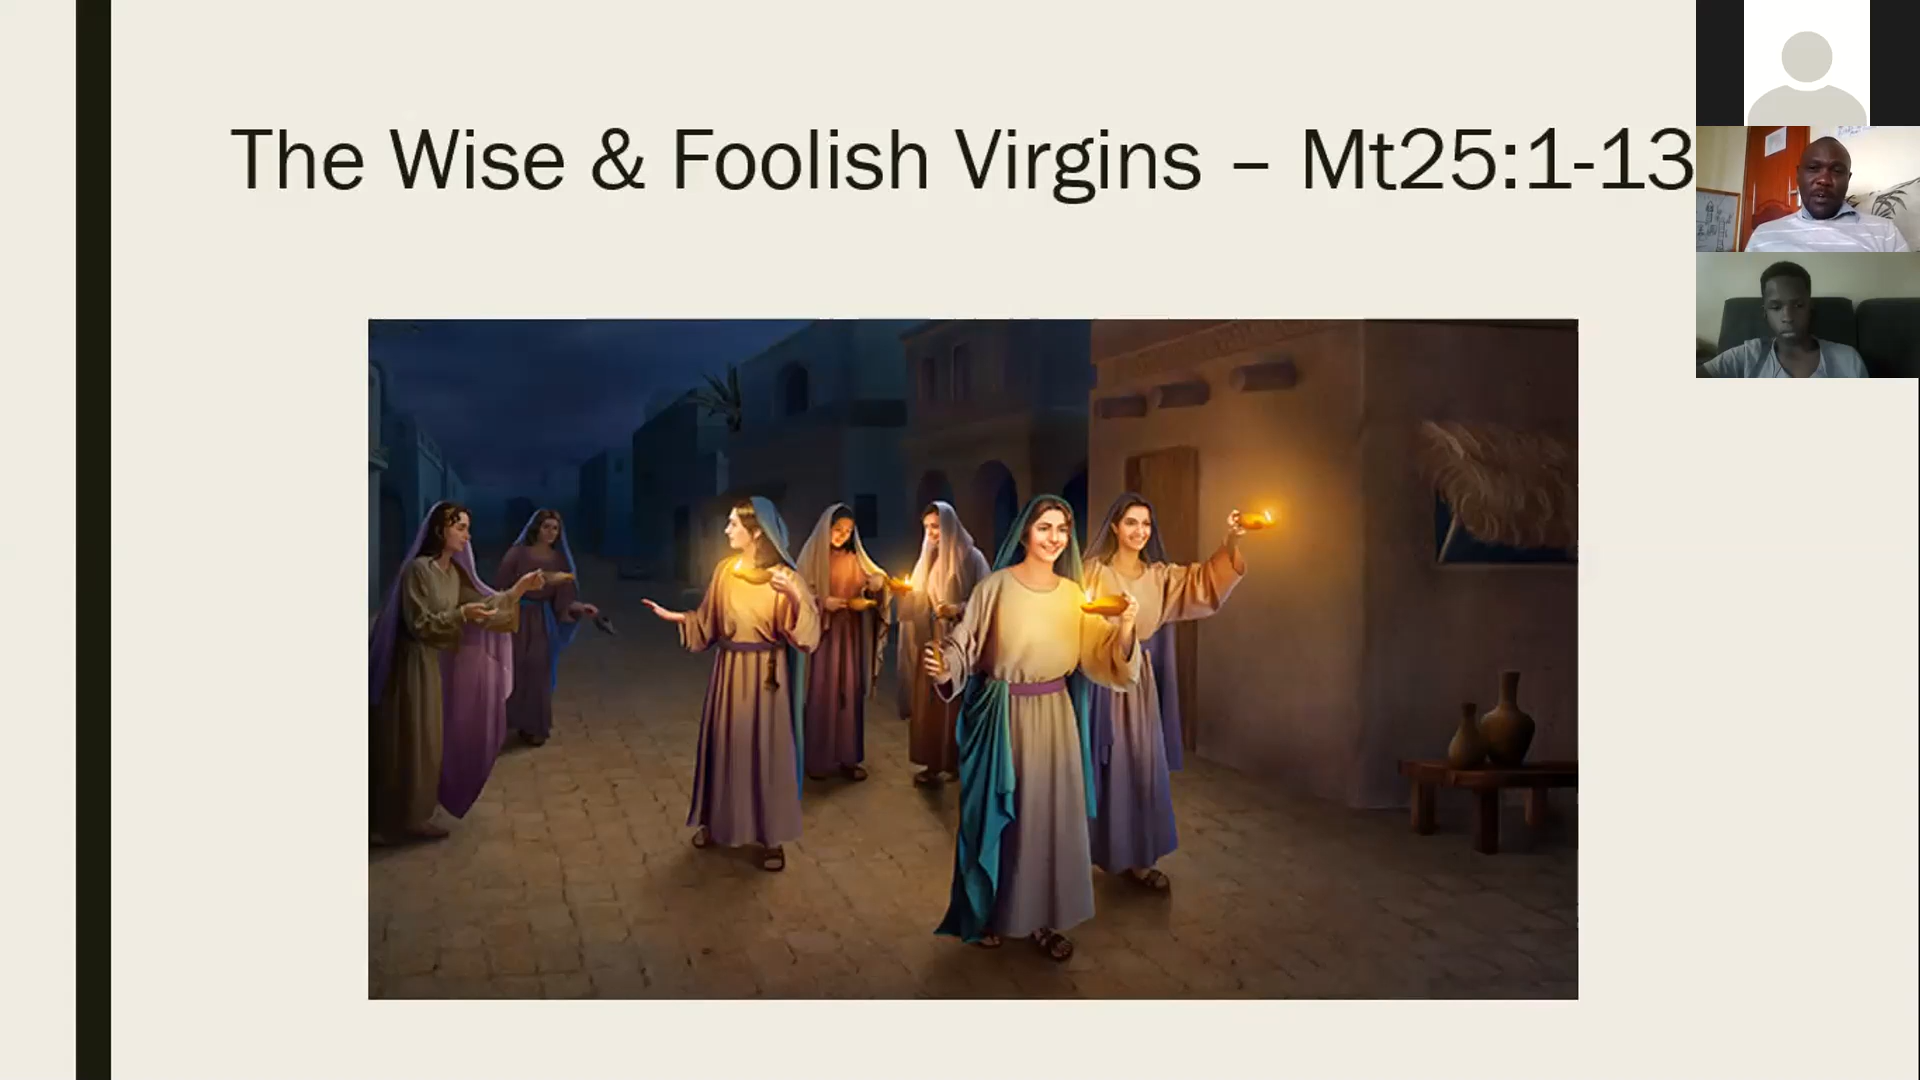 The Wise & Foolish Virgins – Mt25:1-13